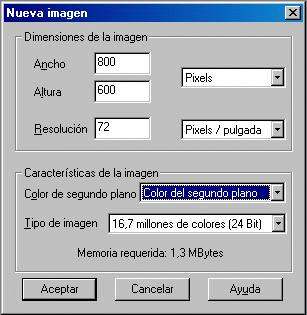 Nueva imagen
Dimensiones de la imagen
Ancho 800
Pixels
Altura 600
Resolución 72 Pixels / pulgada
Características de la imagen
Color de segundo plano Color del segundo plano
Tipo de imagen 16,7 millones de colores (24 Bit)
Memoria requerida: 1,3 MBytes
Aceptar Cancelar Ayuda